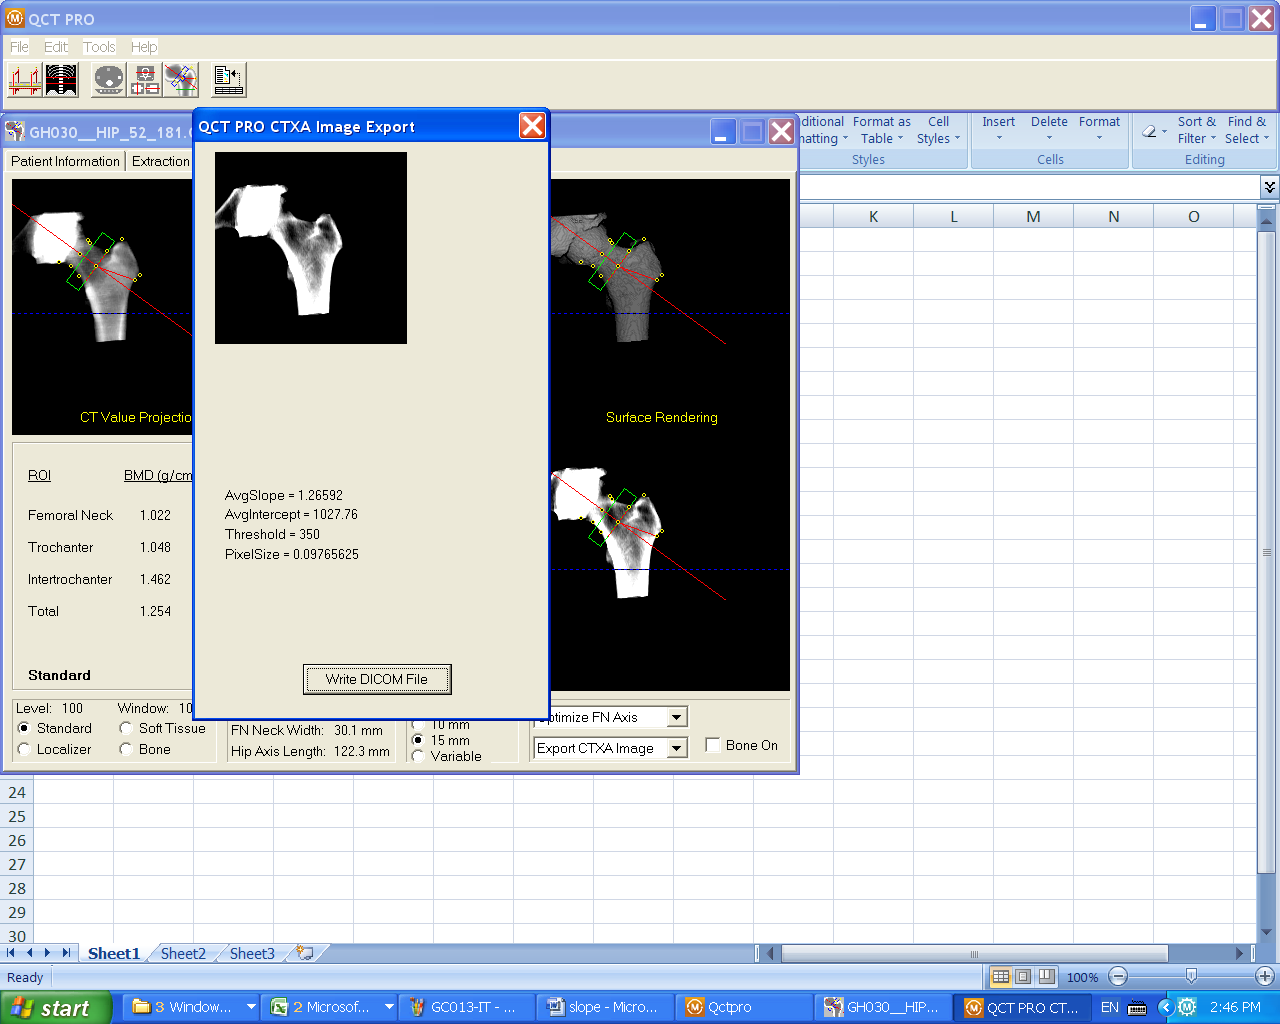 QCT PRO
File Edit Tools Help
GH030__HIP_52_181.
QCT PRO CTXA Image Export
Patient Information
Extraction
CT Value Projectio
Surface Rendering
ROI BMD (g/cm
Femoral Neck 1.022
Trochanter 1.048
Intertrochanter 1.462
Total 1.254
Standard
AvgSlope = 1.26592
AvgIntercept = 1027.76
Threshold = 350
PixelSize = 0.09765625
Write DICOM File
Level: 100 Window: 10
Standard Soft Tissue
Localizer Bone
FN Neck Width: 30.1 mm
Hip Axis Length: 122.3 mm
10 mm
15 mm
Variable
Optimize FN Axis
Export CTXA Image
Bone On
ditional Format as Cell Insert Delete Format Sort & Find &
matting Table Styles Filter Select
Styles Cells Editing
K L M N O
24
25
26
27
28
29
30
Sheet1 Sheet2 Sheet3
Ready 100%
start 3 Window... 2 Microsof... GC013-IT - slope - Micro... Qctpro GH030__HIP... QCT PRO CT... EN 2:46 PM